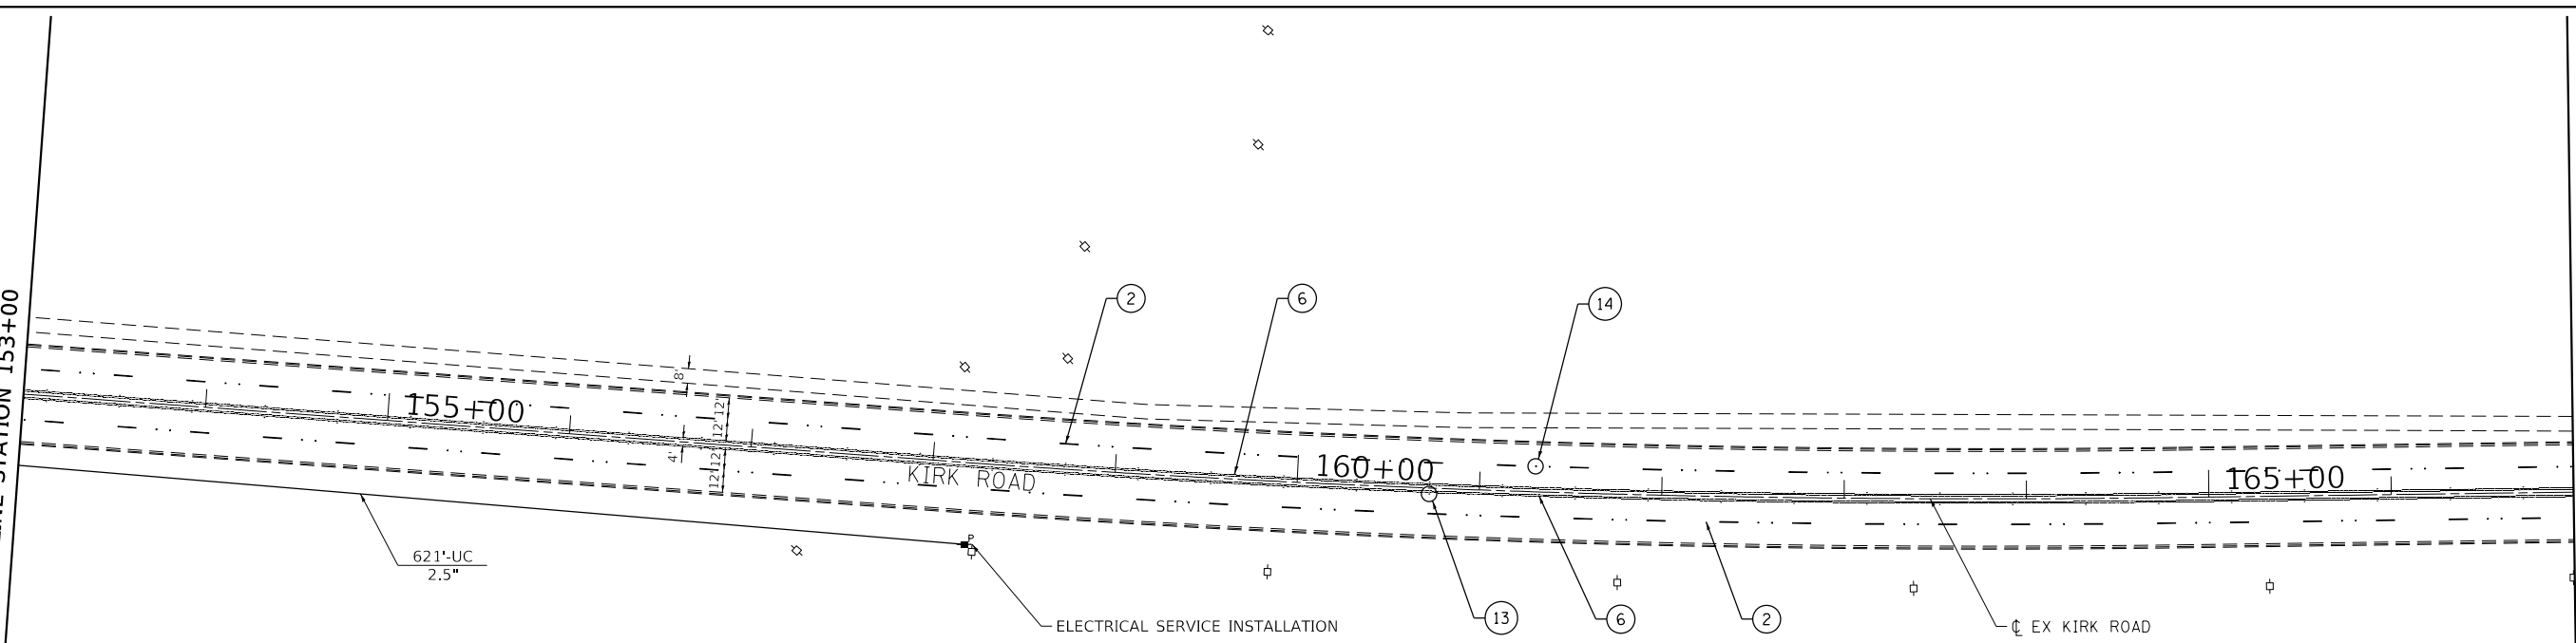 2
6
14
8'
155+00
12'
12'
4'
12'
12'
KIRK ROAD
160+00
165+00
STATION 153+00
621'-UC
2.5"
P
ELECTRICAL SERVICE INSTALLATION
13
6
2
℄ EX KIRK ROAD